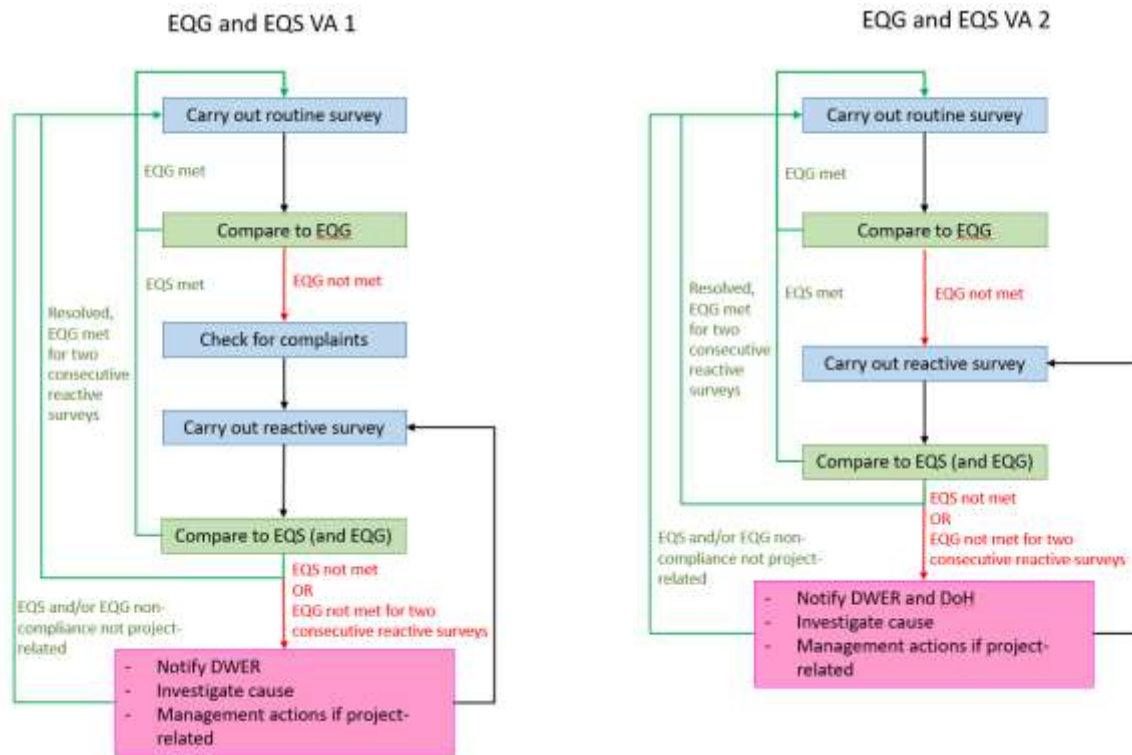 EQG and EQS VA 1
Carry out routine survey
EQG met
Compare to EQG
EQS met
EQG not met
Resolved,
EQG met
for two
consecutive
reactive
surveys
Check for complaints
Carry out reactive survey
Compare to EQS (and EQG)
EQS and/or EQG non-
compliance not project-
related
EQS not met
OR
EQG not met for two
consecutive reactive surveys
- Notify DWER
- Investigate cause
- Management actions if project-
related
EQG and EQS VA 2
Carry out routine survey
EQG met
Compare to EQG
EQS met
EQG not met
Resolved,
EQG met
for two
consecutive
reactive
surveys
Carry out reactive survey
Compare to EQS (and EQG)
EQS and/or EQG non-
compliance not project-
related
EQS not met
OR
EQG not met for two
consecutive reactive surveys
- Notify DWER and DoH
- Investigate cause
- Management actions if project-
related